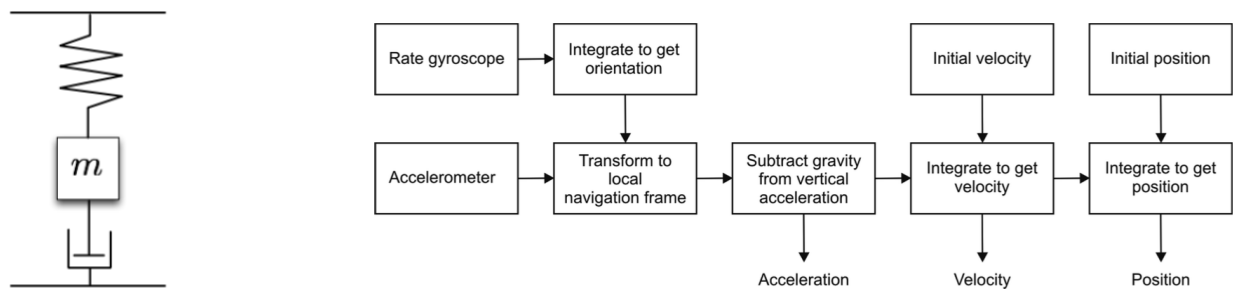 m
Rate gyroscope
Integrate to get
orientation
Initial velocity
Initial position
Accelerometer
Transform to
local
navigation frame
Subtract gravity
from vertical
acceleration
Integrate to get
velocity
Integrate to get
position
Acceleration
Velocity
Position